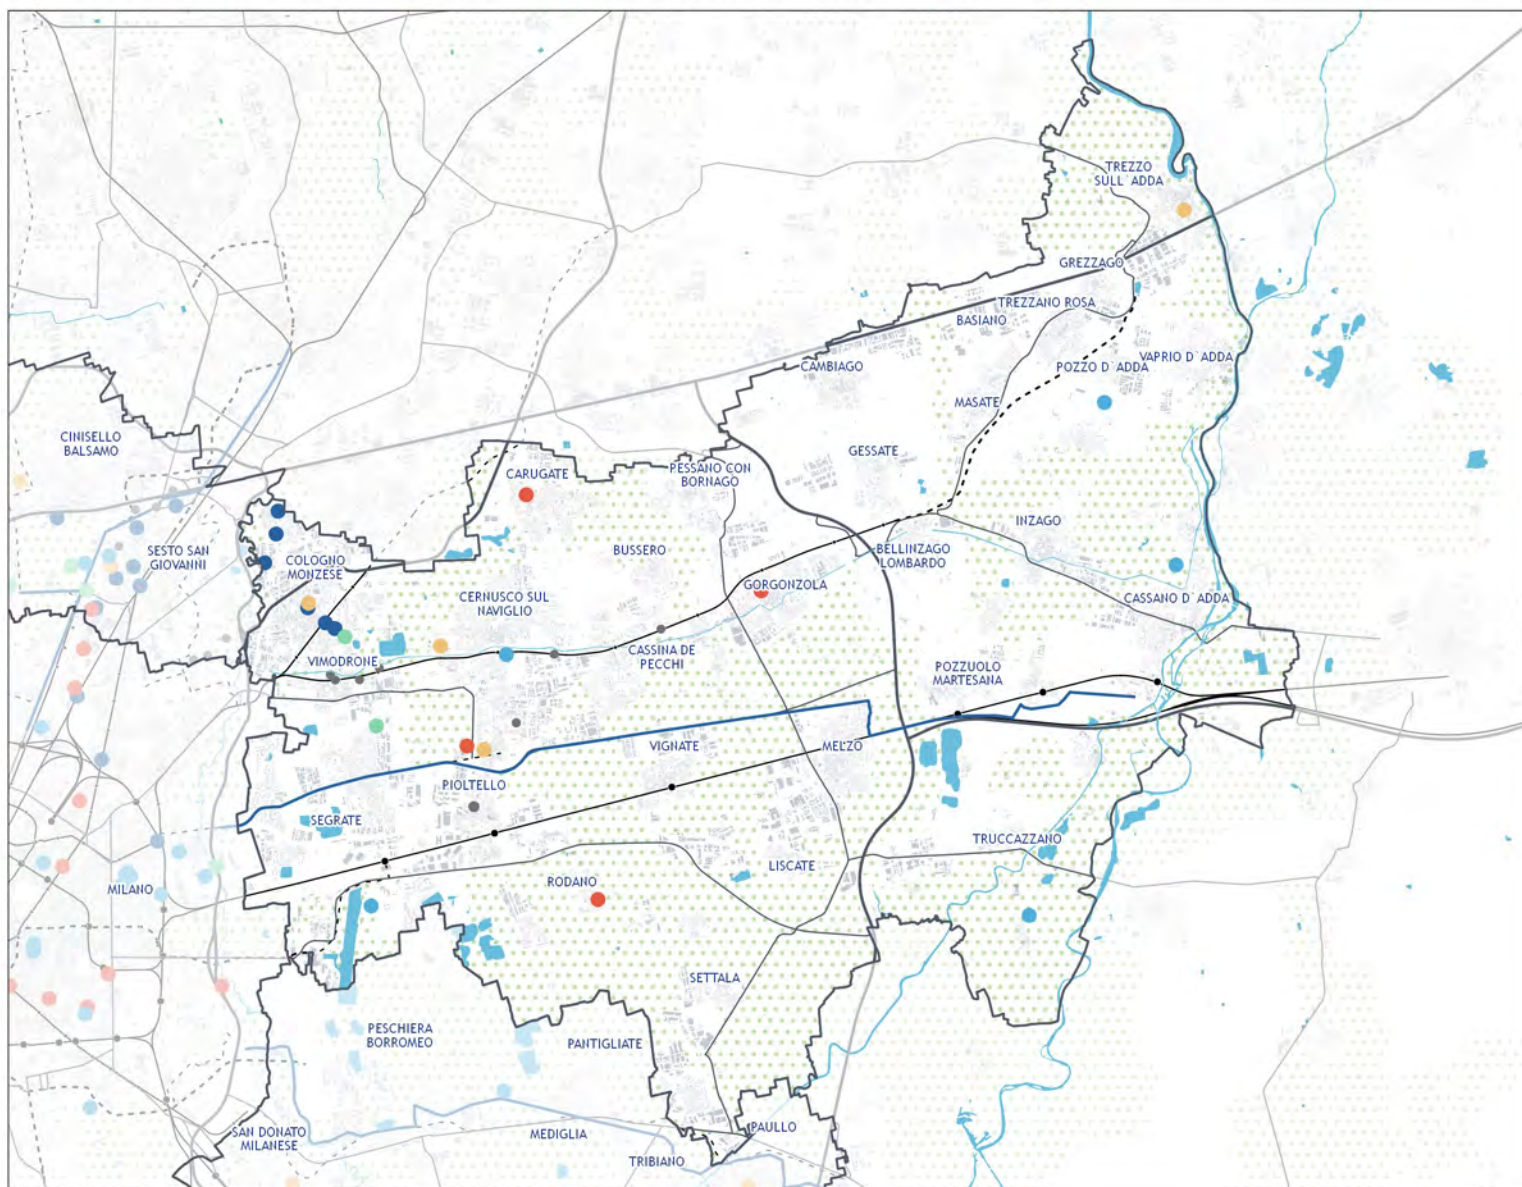 TREZZO
SULL`ADDA
GREZZAGO
TREZZANO ROSA
BASIANO
VAPRIO D`ADDA
CAMBIAGO
POZZO D`ADDA
MASATE
CINISELLO
BALSAMO
GESSATE
CARUGATE
PESSANO CON
BORNAGO
INZAGO
SESTO SAN
GIOVANNI
BUSSERO
BELLINZAGO
LOMBARDO
COLOGNO
MONZESE
GORGONZOLA
CERNUSCO SUL
NAVIGLIO
CASSANO D`ADDA
VIMODRONE
CASSINA DE
PECCHI
POZZUOLO
MARTESANA
VIGNATE
MELZO
PIOLTELLO
SEGRATE
TRUCCAZZANO
LISCATE
MILANO
RODANO
SETTALA
PESCHIERA
BORROMEO
PANTIGLIATE
SAN DONATO
MILANESE
MEDIGLIA
PAULLO
TRIBIANO